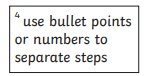 ⁴ use bullet points
or numbers to
separate steps